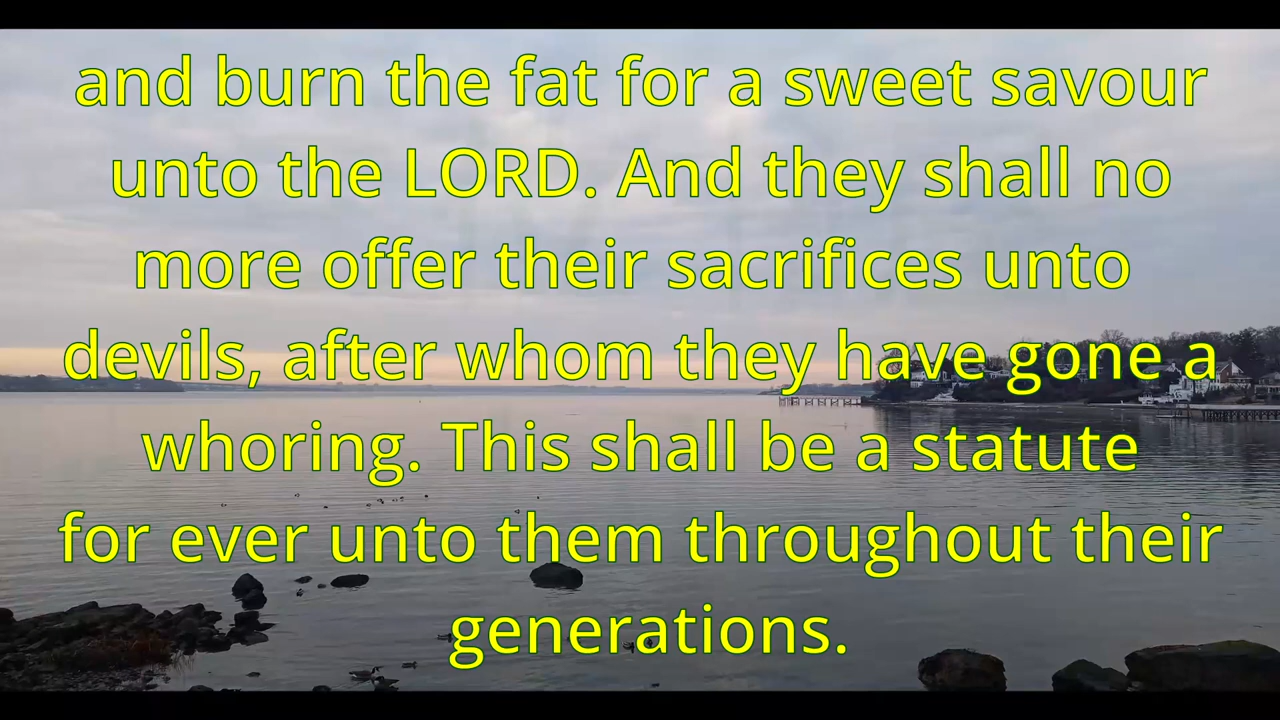 and burn the fat for a sweet savour
unto the LORD. And they shall no
more offer their sacrifices unto
devils, after whom they have gone a
whoring. This shall be a statute
for ever unto them throughout their
generations.